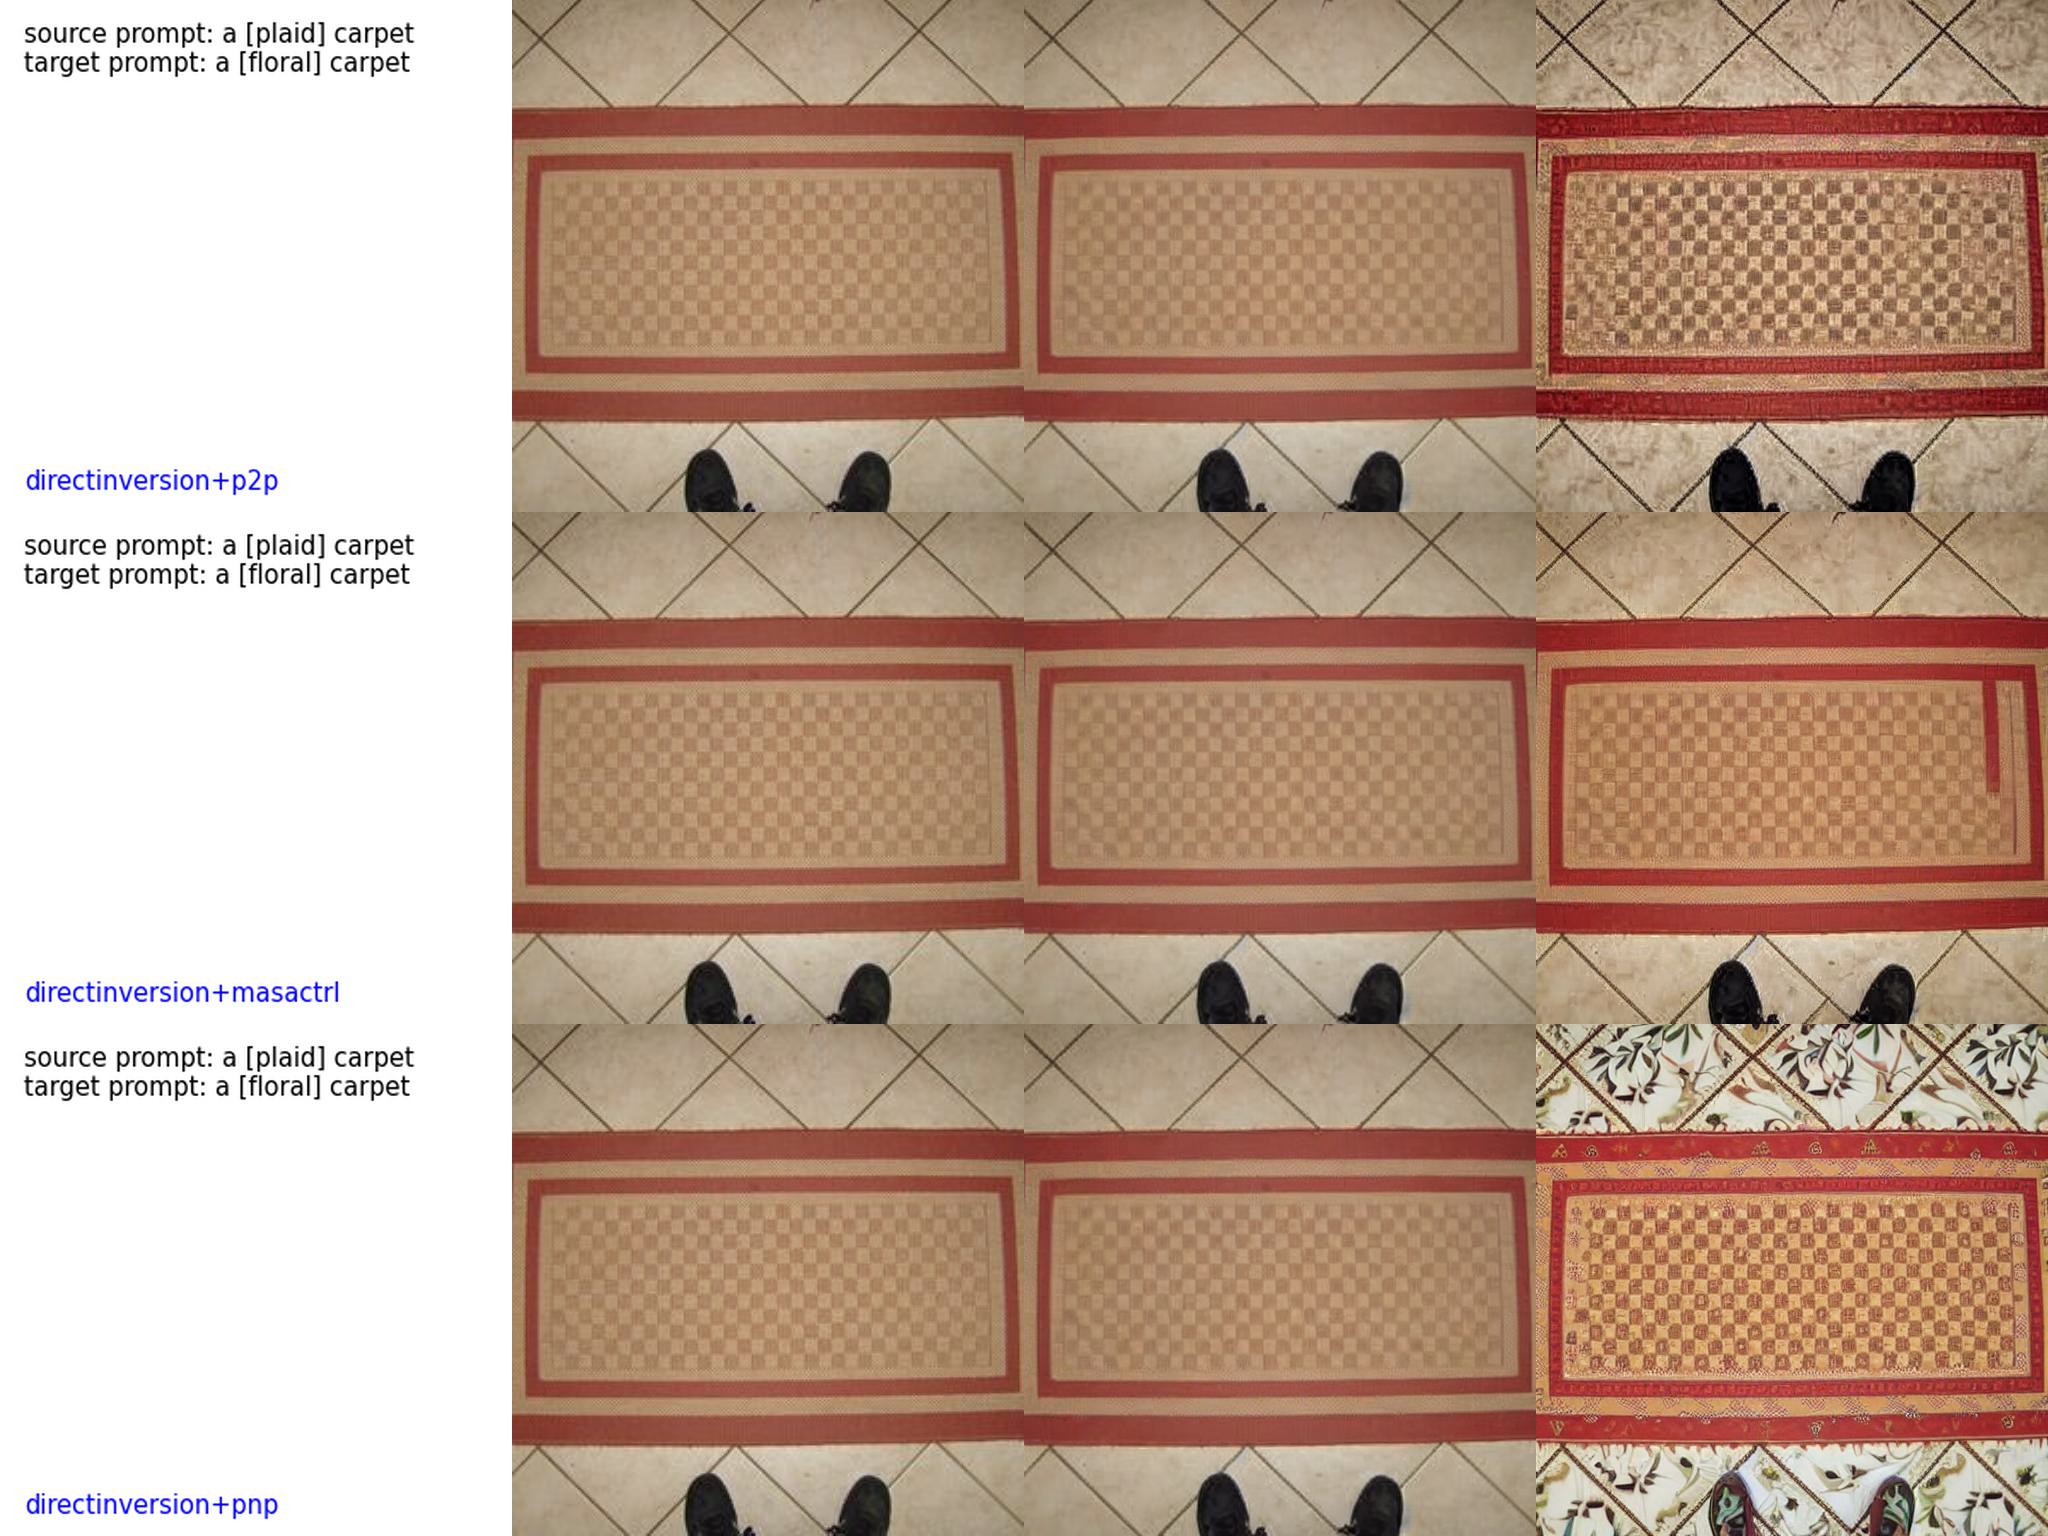 source prompt: a [plaid] carpet
target prompt: a [floral] carpet
directinversion+p2p
source prompt: a [plaid] carpet
target prompt: a [floral] carpet
directinversion+masactrl
source prompt: a [plaid] carpet
target prompt: a [floral] carpet
directinversion+pnp